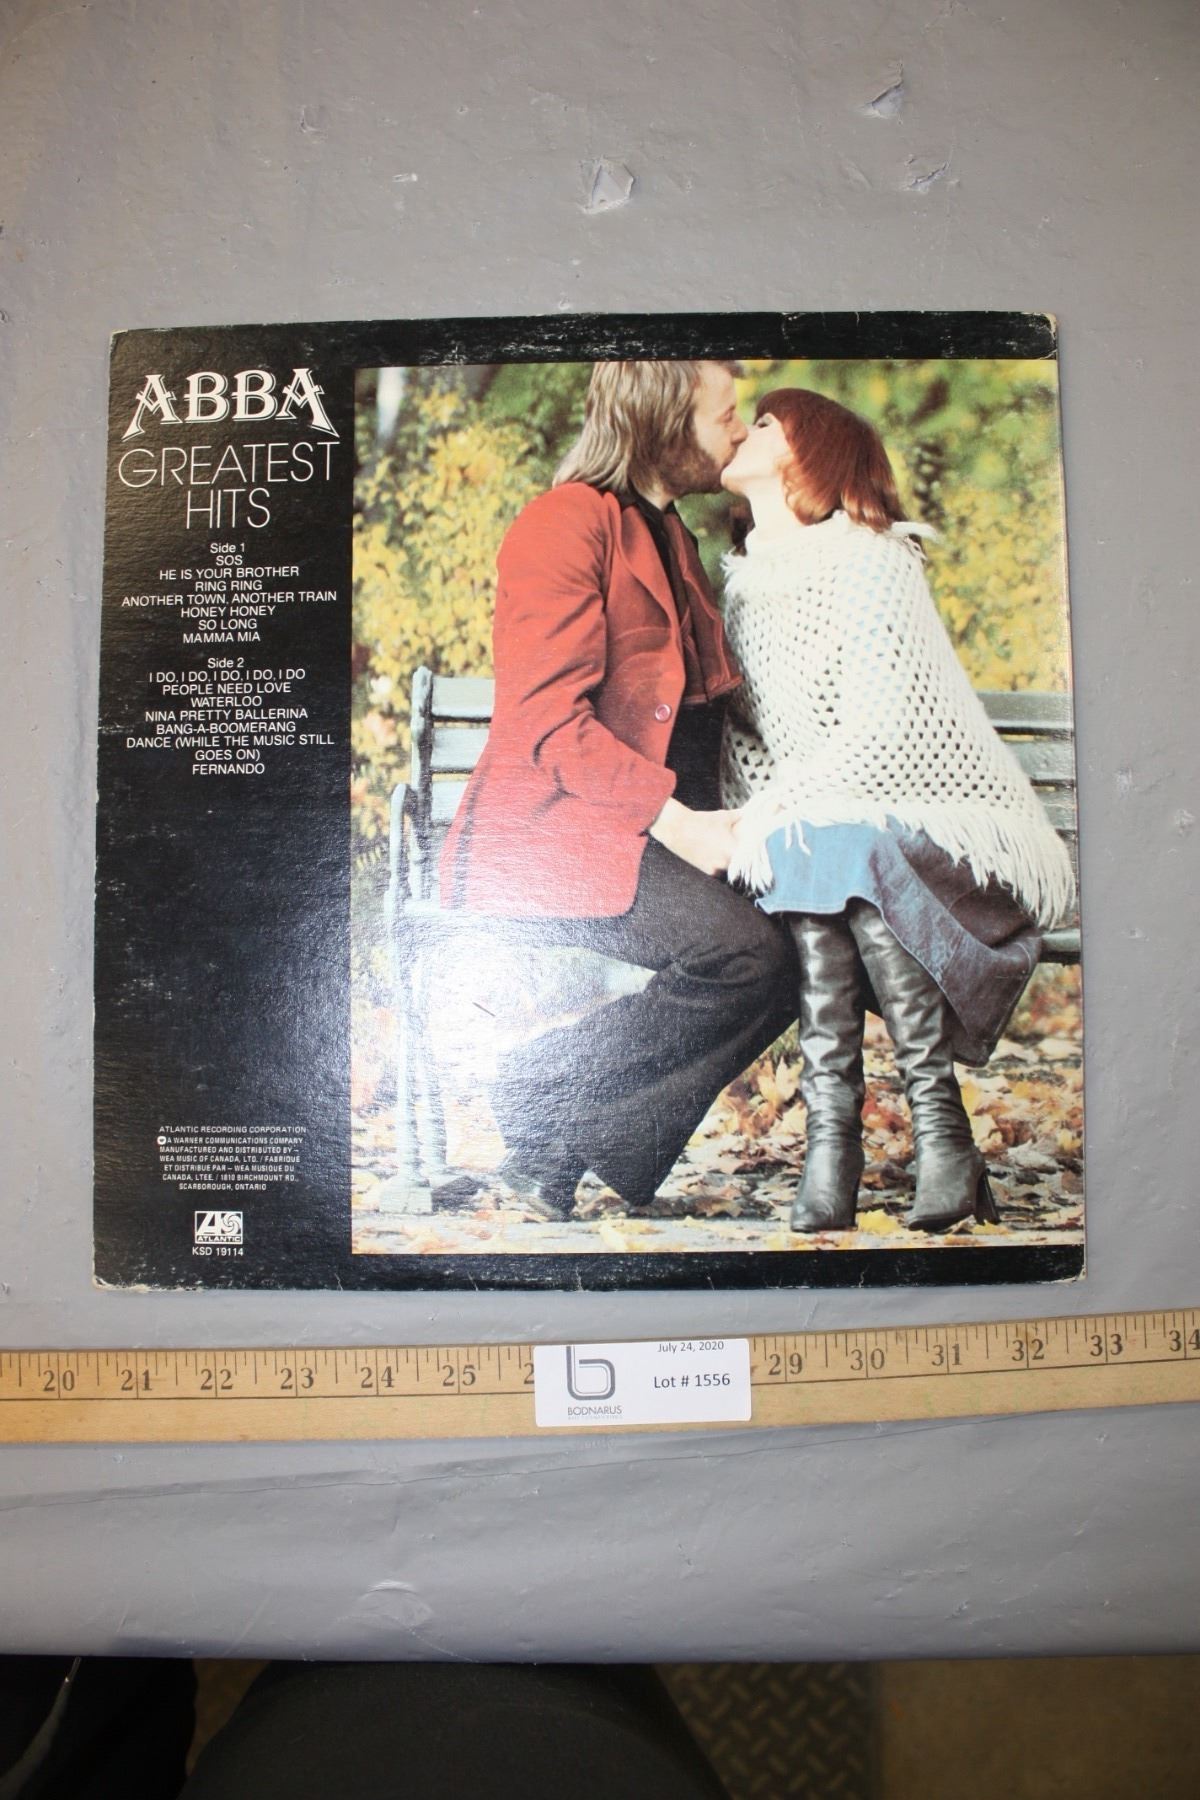 ABBA
GREATEST
HITS
Side 1
SOS
HE IS YOUR BROTHER
RING RING
ANOTHER TOWN, ANOTHER TRAIN
HONEY HONEY
SO LONG
MAMMA MIA
Side 2
I DO, I DO, I DO, I DO, I DO
PEOPLE NEED LOVE
WATERLOO
NINA PRETTY BALLERINA
BANG-A-BOOMERANG
DANCE (WHILE THE MUSIC STILL
GOES ON)
FERNANDO
ATLANTIC RECORDING CORPORATION
A WARNER COMMUNICATIONS COMPANY
MANUFACTURED AND DISTRIBUTED BY –
WEA MUSIC OF CANADA, LTD. / FABRIQUE
ET DISTRIBUE PAR – WEA MUSIQUE DU
CANADA, LTEE. / 1810 BIRCHMOUNT RD.,
SCARBOROUGH, ONTARIO
ATLANTIC
KSD 19114
20 21 22 23 24 25 2 29 30 31 32 33 34
July 24, 2020
Lot # 1556
b
BODNARUS